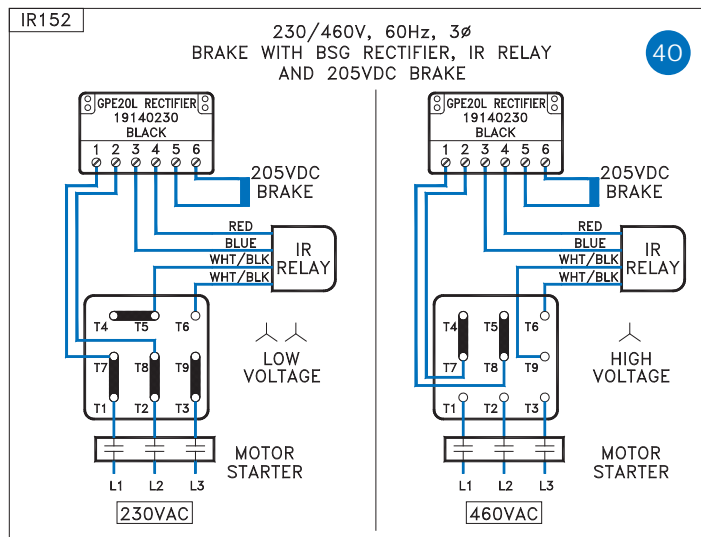 IR152
230/460V, 60Hz, 3ø
BRAKE WITH BSG RECTIFIER, IR RELAY
AND 205VDC BRAKE
40
GPE20L RECTIFIER
19140230
BLACK
1 2 3 4 5 6
205VDC
BRAKE
RED
BLUE
WHT/BLK
WHT/BLK
IR
RELAY
T4 T5 T6
T7 T8 T9
T1 T2 T3
LOW
VOLTAGE
MOTOR
STARTER
L1 L2 L3
230VAC
GPE20L RECTIFIER
19140230
BLACK
1 2 3 4 5 6
205VDC
BRAKE
RED
BLUE
WHT/BLK
WHT/BLK
IR
RELAY
T4 T5 T6
T7 T8 T9
T1 T2 T3
HIGH
VOLTAGE
MOTOR
STARTER
L1 L2 L3
460VAC